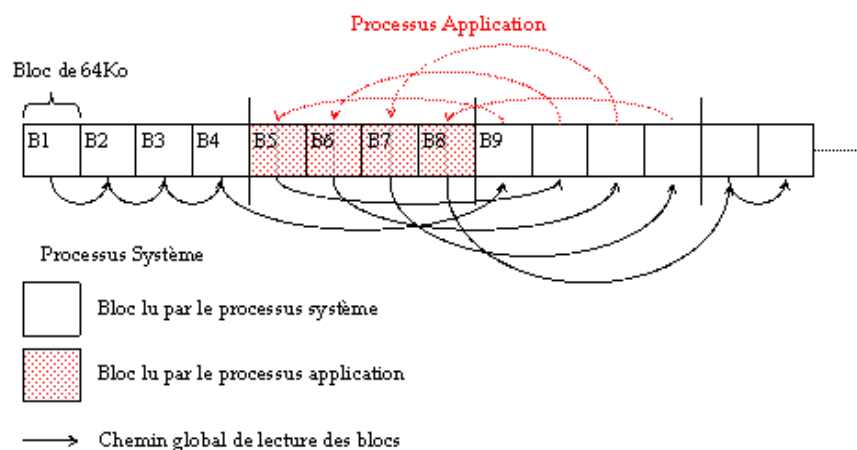 Processus Application
Bloc de 64Ko
B1 B2 B3 B4 B5 B6 B7 B8 B9
Processus Système
Bloc lu par le processus système
Bloc lu par le processus application
Chemin global de lecture des blocs